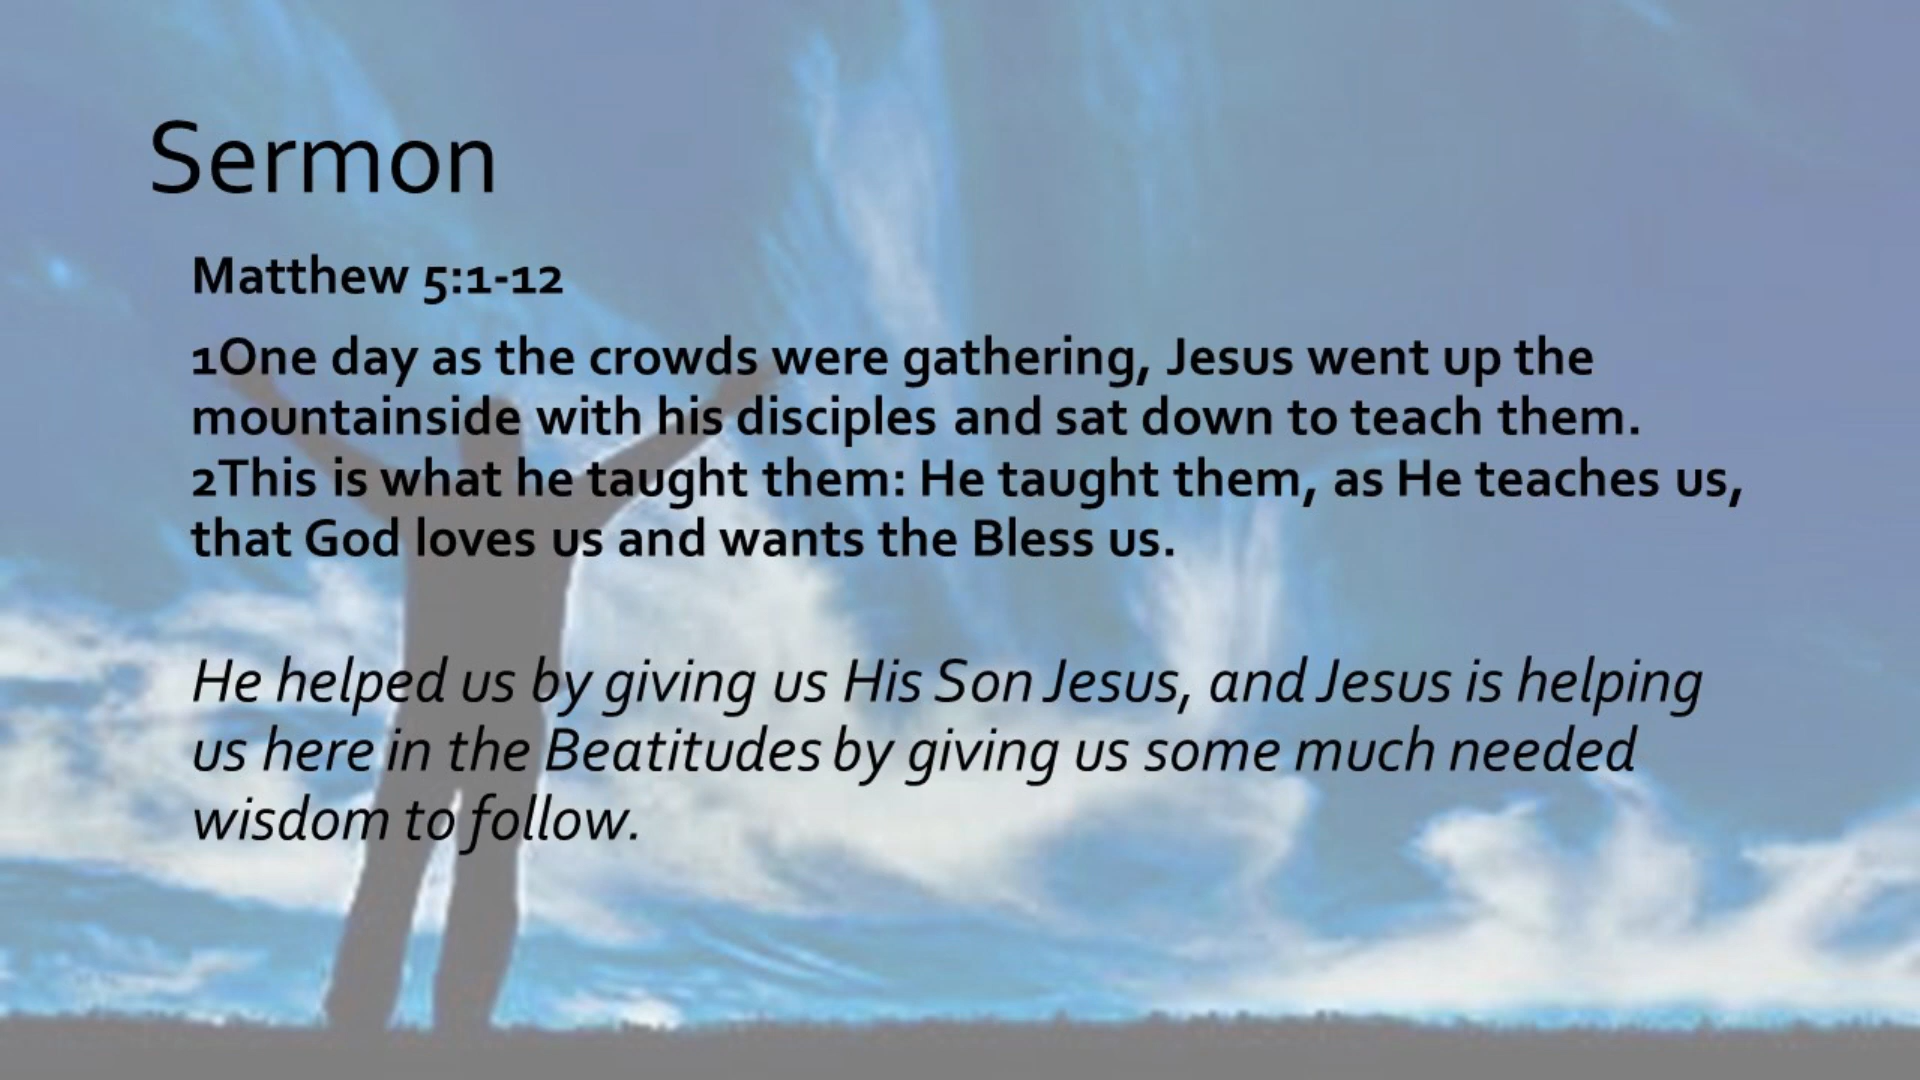 Sermon
Matthew 5:1-12
1One day as the crowds were gathering, Jesus went up the
mountainside with his disciples and sat down to teach them.
2This is what he taught them: He taught them, as He teaches us,
that God loves us and wants the Bless us.
He helped us by giving us His Son Jesus, and Jesus is helping
us here in the Beatitudes by giving us some much needed
wisdom to follow.